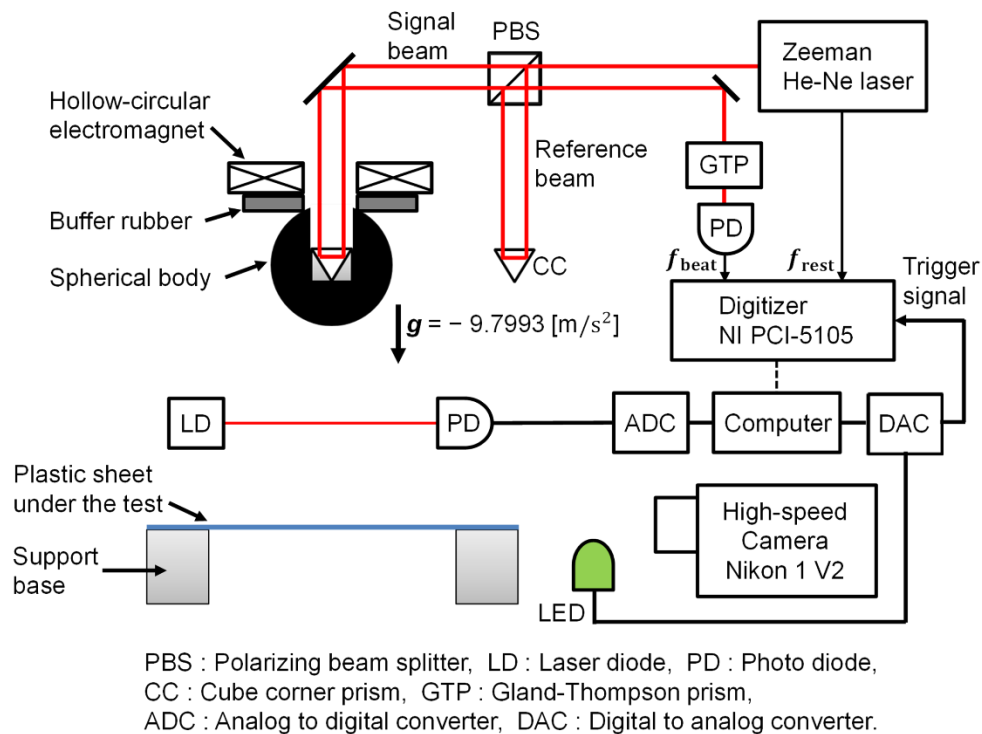 Signal
beam
PBS
Zeeman
He-Ne laser
Hollow-circular
electromagnet
Buffer rubber
Spherical body
Reference
beam
GTP
PD
CC
f_beat
f_rest
Trigger
signal
g = − 9.7993 [m/s²]
Digitizer
NI PCI-5105
LD
PD
ADC
Computer
DAC
Plastic sheet
under the test
Support
base
High-speed
Camera
Nikon 1 V2
LED
PBS : Polarizing beam splitter, LD : Laser diode, PD : Photo diode,
CC : Cube corner prism, GTP : Gland-Thompson prism,
ADC : Analog to digital converter, DAC : Digital to analog converter.